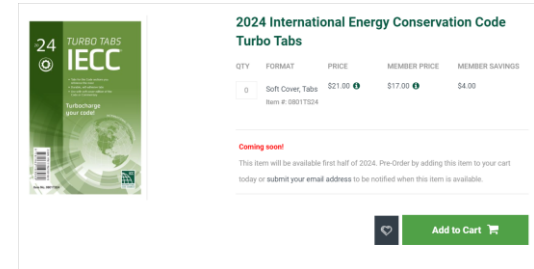 2024 International Energy Conservation Code
Turbo Tabs
QTY FORMAT PRICE MEMBER PRICE MEMBER SAVINGS
0 Soft Cover, Tabs $21.00 $17.00 $4.00
Item #: 0801TS24
Coming soon!
This item will be available first half of 2024. Pre-Order by adding this item to your cart
today or submit your email address to be notified when this item is available.
Add to Cart
24 TURBO TABS
IECC
Turbocharge
your code!